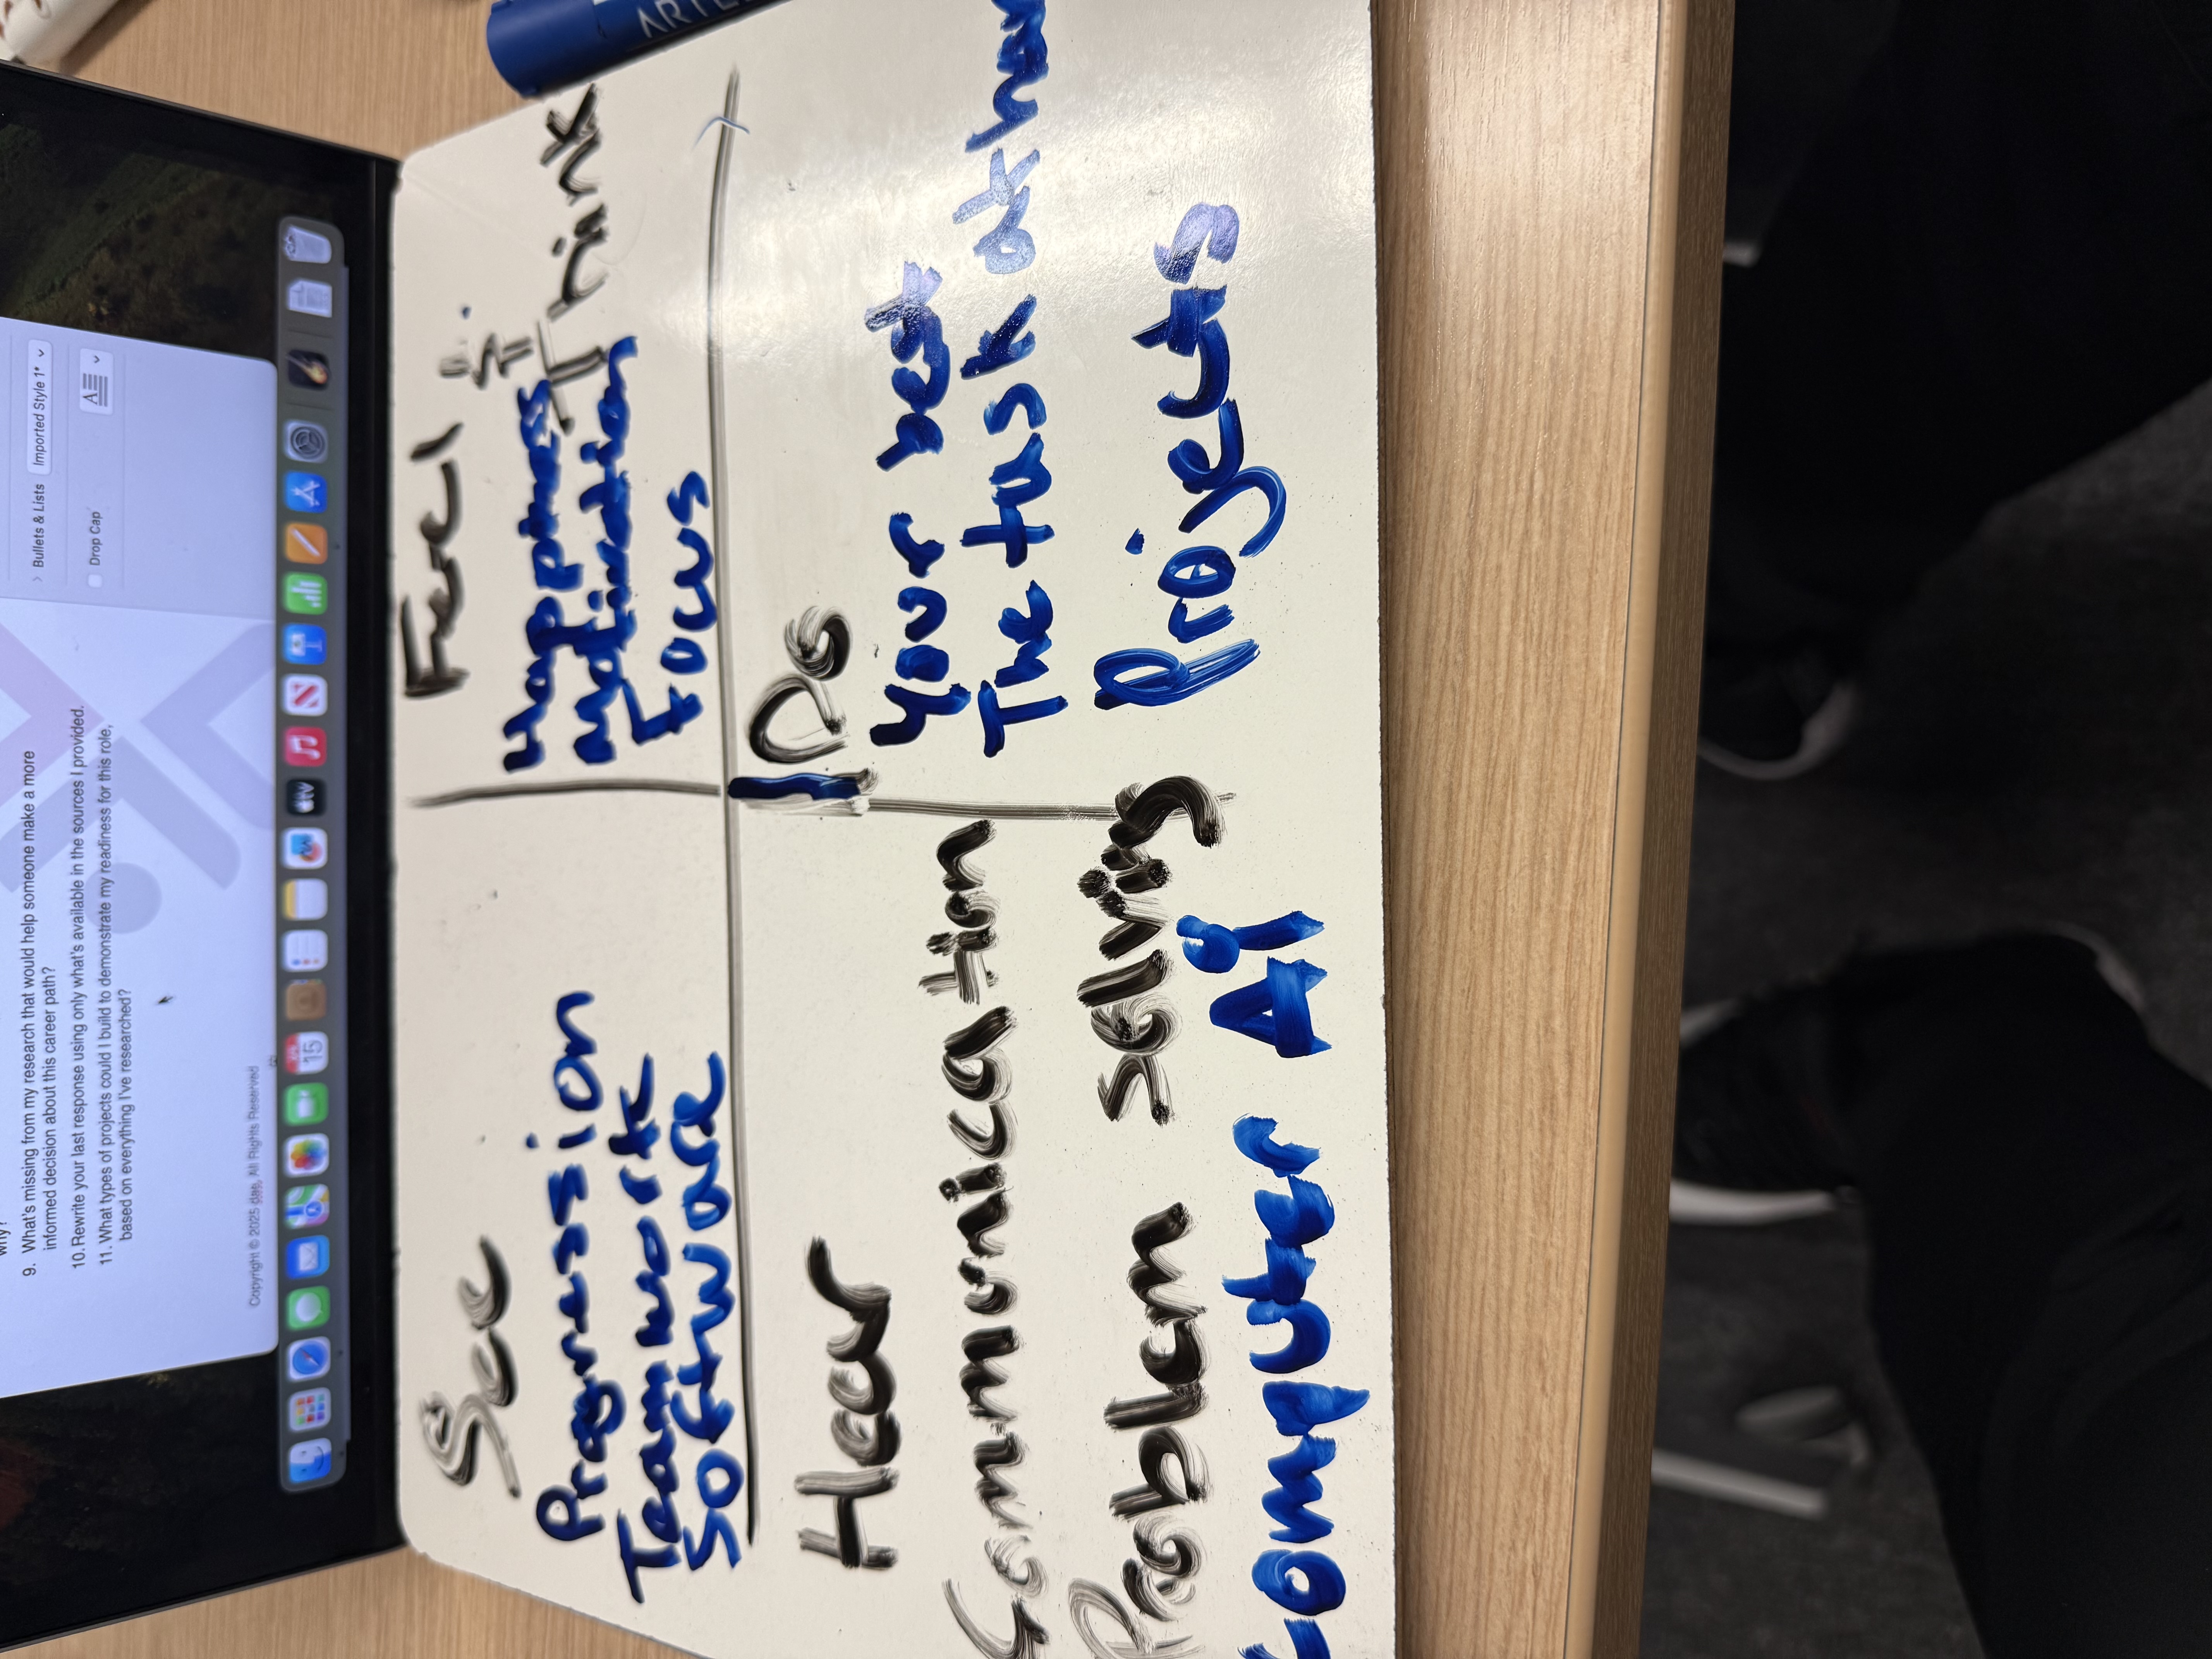 why?
9. What's missing from my research that would help someone make a more
informed decision about this career path?
10. Rewrite your last response using only what's available in the sources I provided.
11. What types of projects could I build to demonstrate my readiness for this role,
based on everything I've researched?
Copyright © 2025 dae, All Rights Reserved
Bullets & Lists Imported Style 1*
Drop Cap
15
tv
See
Progression
Teamwork
Software
Feel &
Think
Happiness
Motivation
Focus
Hear
Communication
Problem solving
Computer Ai
Do
Your best
The task at han
Projects
ARTE